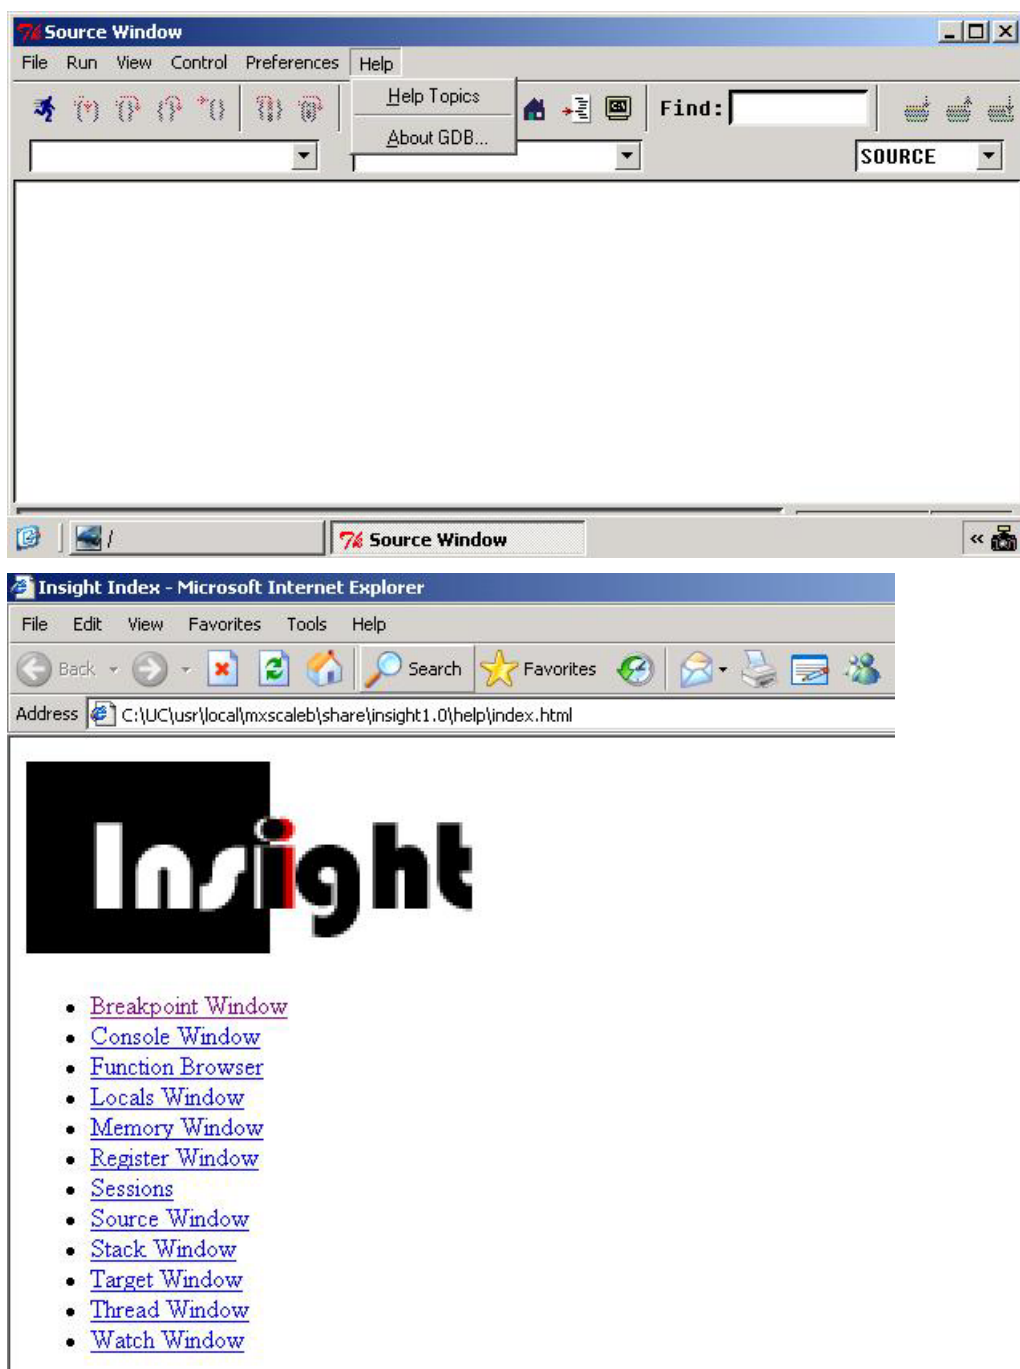 Source Window
File Run View Control Preferences Help
Help Topics
About GDB...
Find:
SOURCE
/ Source Window
Insight Index - Microsoft Internet Explorer
File Edit View Favorites Tools Help
Back Search Favorites
Address C:\UC\usr\local\mxscaleb\share\insight1.0\help\index.html
Insight
Breakpoint Window
Console Window
Function Browser
Locals Window
Memory Window
Register Window
Sessions
Source Window
Stack Window
Target Window
Thread Window
Watch Window